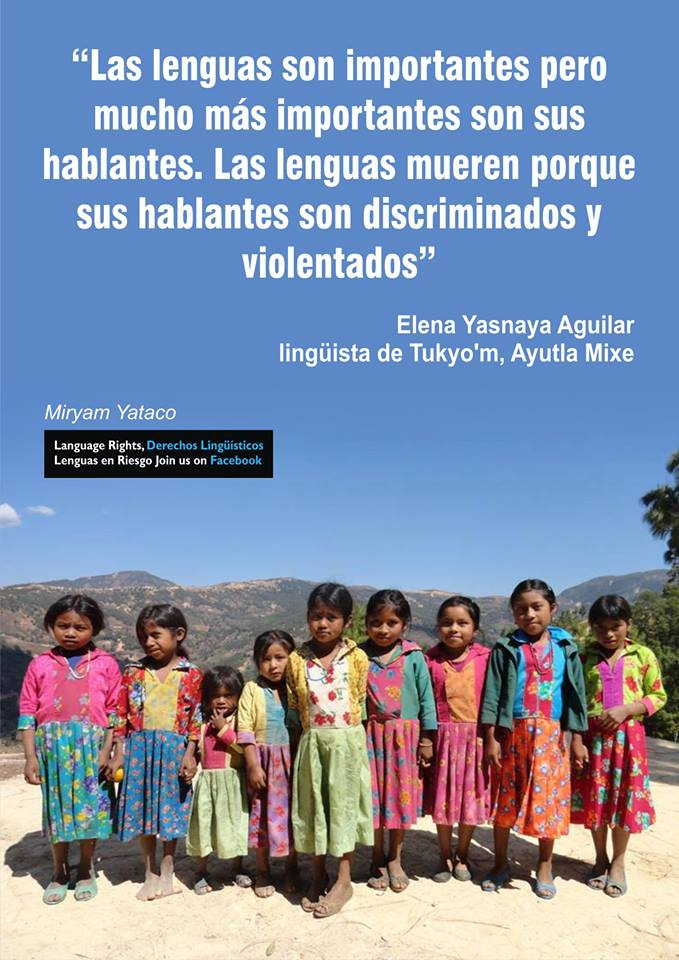 “Las lenguas son importantes pero
mucho más importantes son sus
hablantes. Las lenguas mueren porque
sus hablantes son discriminados y
violentados”
Elena Yasnaya Aguilar
lingüista de Tukyo'm, Ayutla Mixe
Miryam Yataco
Language Rights, Derechos Lingüísticos
Lenguas en Riesgo Join us on Facebook